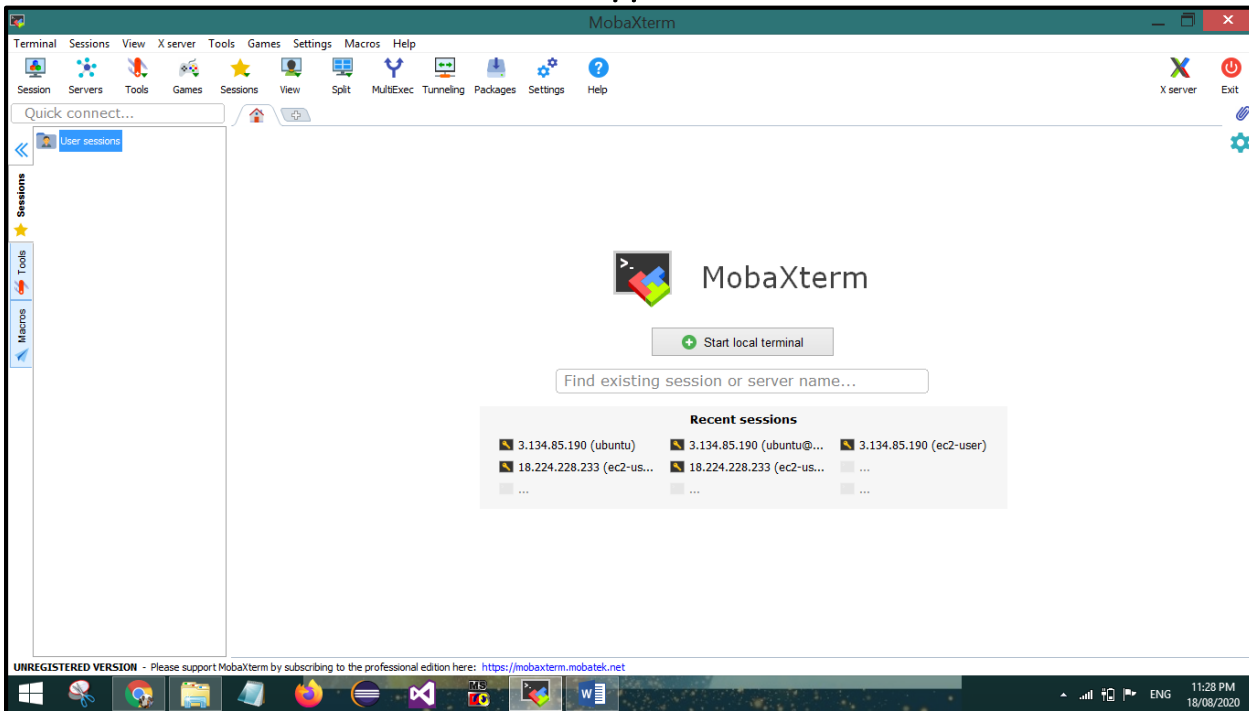 MobaXterm
Terminal Sessions View X server Tools Games Settings Macros Help
Session Servers Tools Games Sessions View Split MultiExec Tunneling Packages Settings Help X server Exit
Quick connect...
User sessions
Sessions
Tools
Macros
>_
MobaXterm
Start local terminal
Find existing session or server name...
Recent sessions
3.134.85.190 (ubuntu) 3.134.85.190 (ubuntu@... 3.134.85.190 (ec2-user)
18.224.228.233 (ec2-us... 18.224.228.233 (ec2-us... ...
... ... ...
UNREGISTERED VERSION - Please support MobaXterm by subscribing to the professional edition here: https://mobaxterm.mobatek.net
MS
W
ENG
11:28 PM
18/08/2020